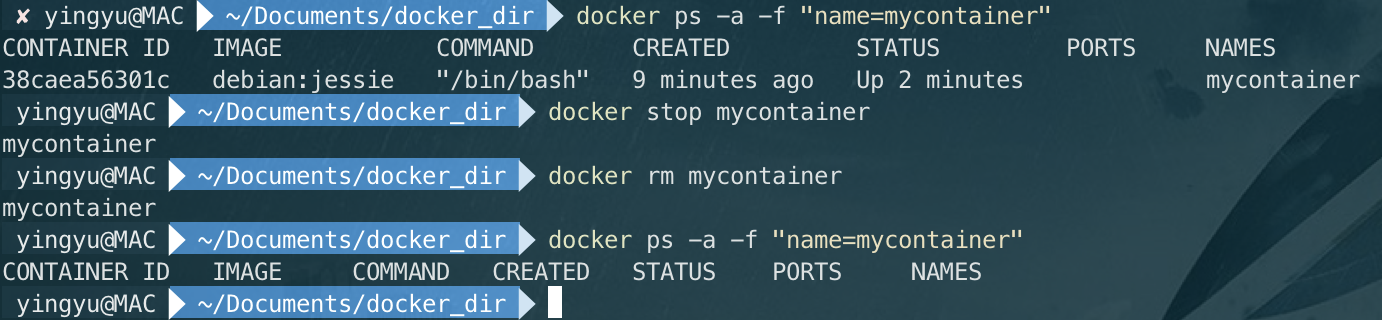 ✘ yingyu@MAC ~/Documents/docker_dir docker ps -a -f "name=mycontainer"
CONTAINER ID IMAGE COMMAND CREATED STATUS PORTS NAMES
38caea56301c debian:jessie "/bin/bash" 9 minutes ago Up 2 minutes mycontainer
yingyu@MAC ~/Documents/docker_dir docker stop mycontainer
mycontainer
yingyu@MAC ~/Documents/docker_dir docker rm mycontainer
mycontainer
yingyu@MAC ~/Documents/docker_dir docker ps -a -f "name=mycontainer"
CONTAINER ID IMAGE COMMAND CREATED STATUS PORTS NAMES
yingyu@MAC ~/Documents/docker_dir